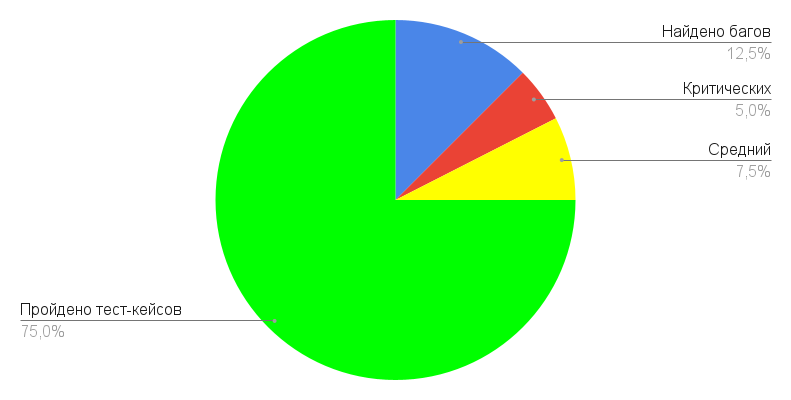 Найдено багов
12,5%
Критических
5,0%
Средний
7,5%
Пройдено тест-кейсов
75,0%